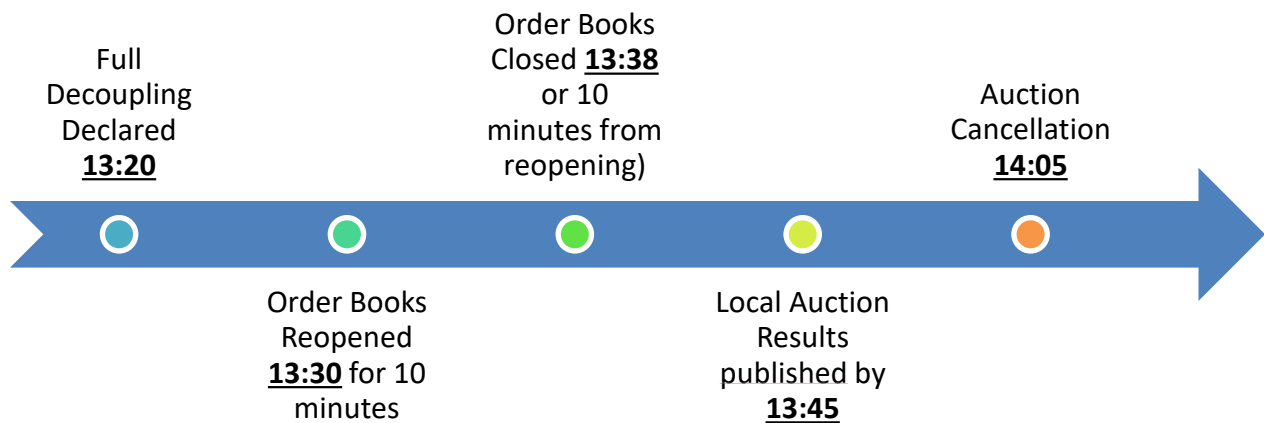 Full
Decoupling
Declared
13:20
Order Books
Reopened
13:30 for 10
minutes
Order Books
Closed 13:38
or 10
minutes from
reopening)
Local Auction
Results
published by
13:45
Auction
Cancellation
14:05